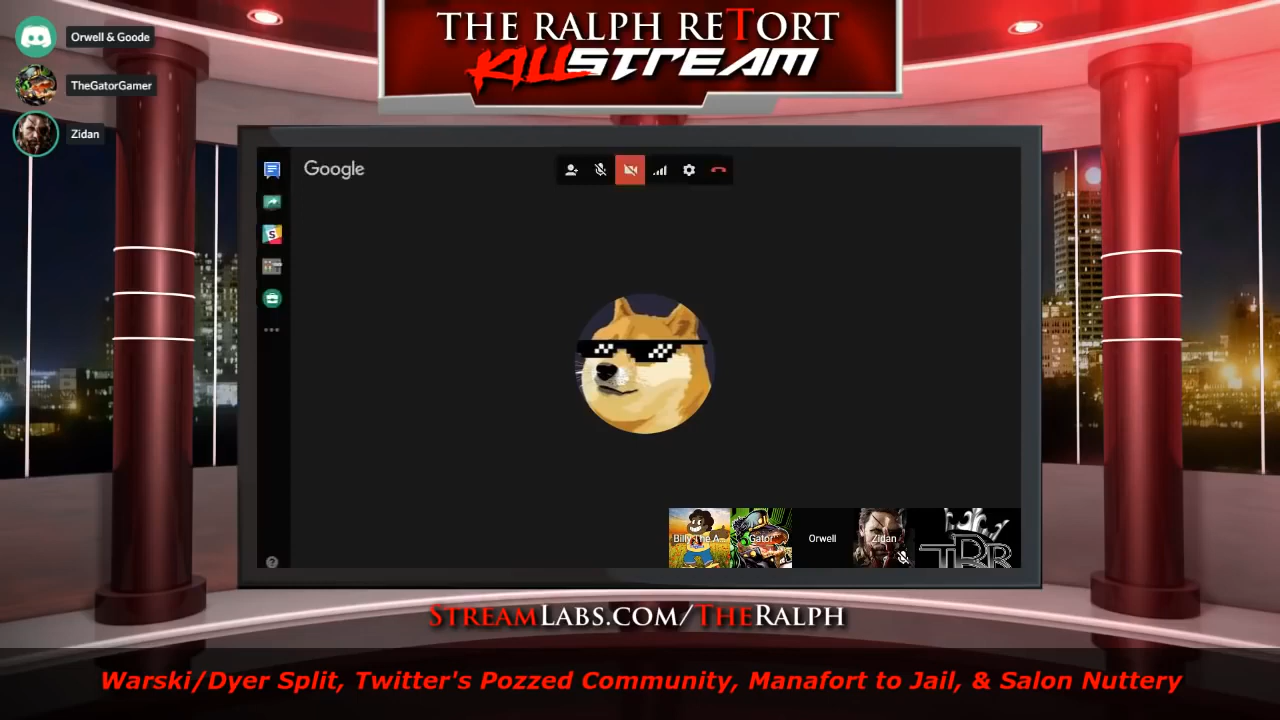 THE RALPH RETORT
KILLSTREAM
Orwell & Goode
TheGatorGamer
Zidan
Google
S
Billy The A...
Gator
Orwell
Zidan
TRR
?
STREAMLABS.COM/THERALPH
Warski/Dyer Split, Twitter's Pozzed Community, Manafort to Jail, & Salon Nuttery